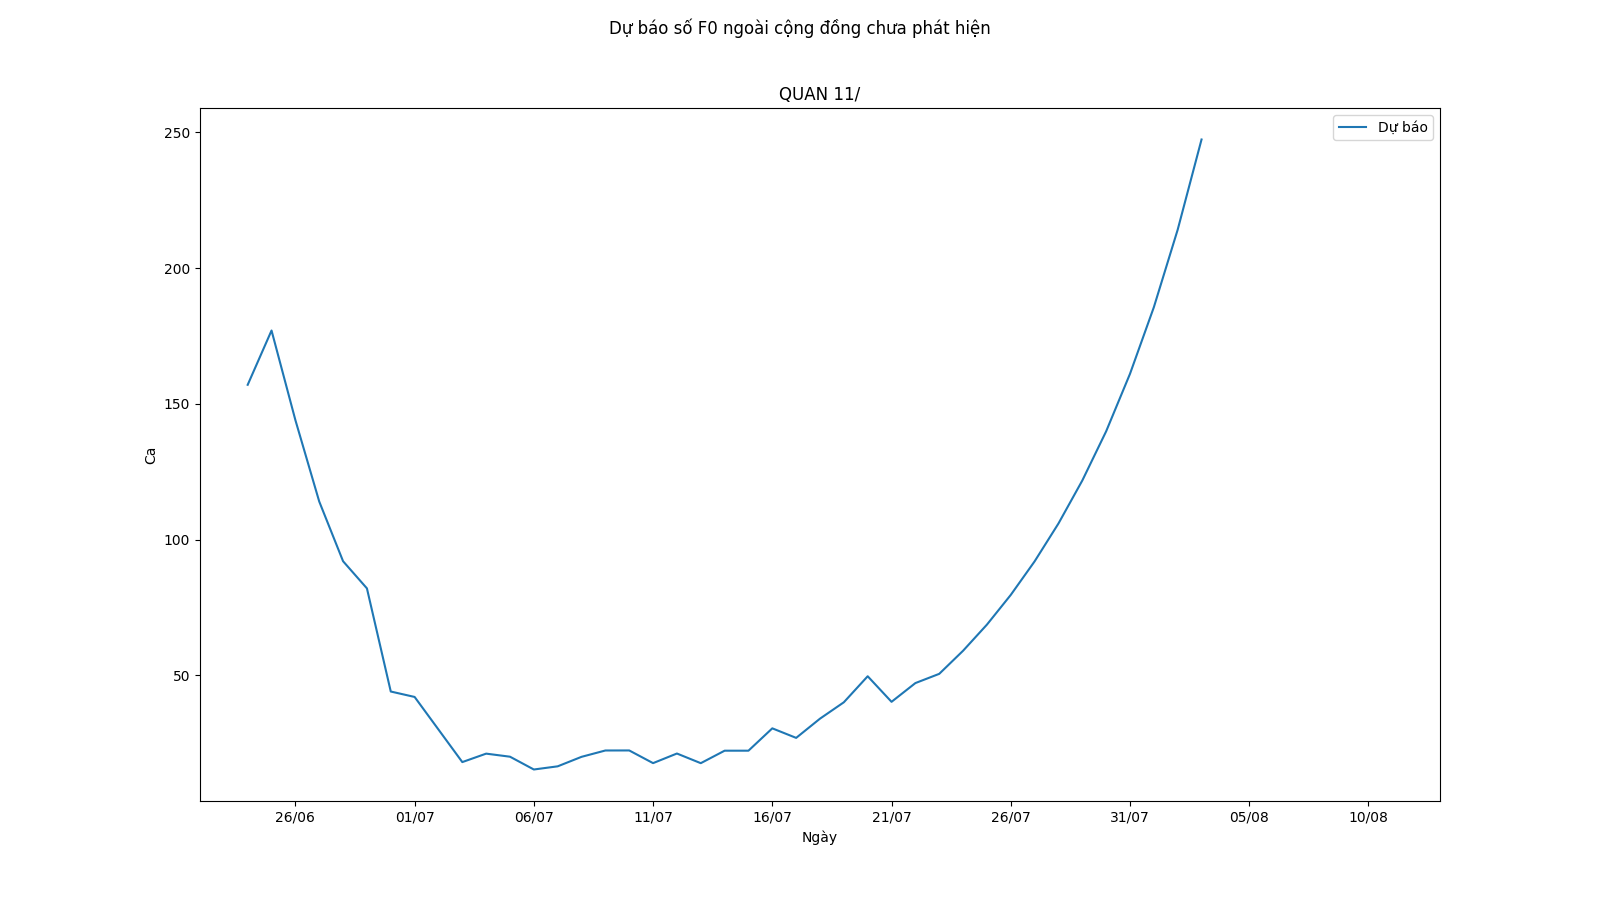 Dự báo số F0 ngoài cộng đồng chưa phát hiện
QUAN 11/
Dự báo
250
200
150
100
50
Ca
26/06 01/07 06/07 11/07 16/07 21/07 26/07 31/07 05/08 10/08
Ngày